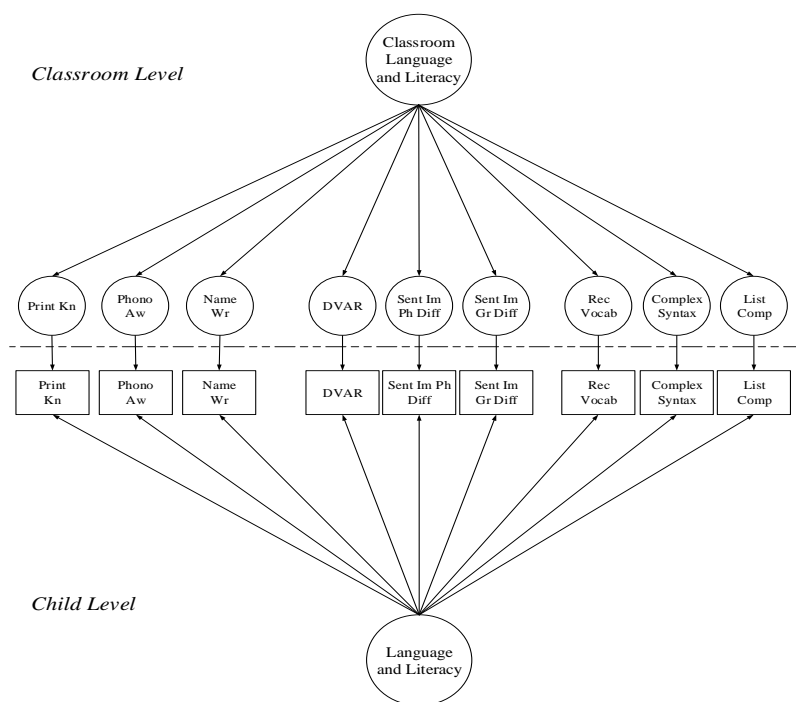 Classroom
Language
and Literacy
Classroom Level
Print Kn
Phono
Aw
Name
Wr
DVAR
Sent Im
Ph Diff
Sent Im
Gr Diff
Rec
Vocab
Complex
Syntax
List
Comp
Print
Kn
Phono
Aw
Name
Wr
DVAR
Sent Im Ph
Diff
Sent Im
Gr Diff
Rec
Vocab
Complex
Syntax
List
Comp
Child Level
Language
and Literacy